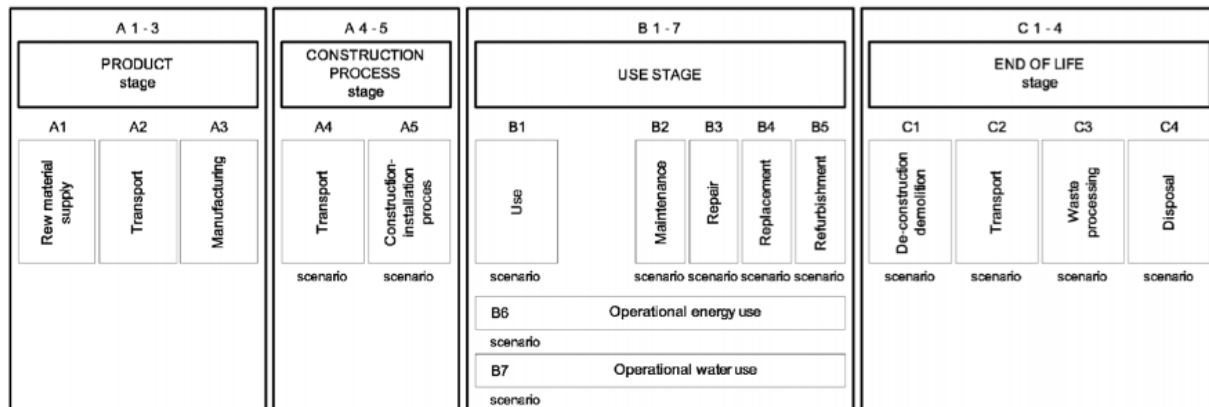 A 1 - 3
PRODUCT
stage
A1
A2
A3
Rew material
supply
Transport
Manufacturing
A 4 - 5
CONSTRUCTION
PROCESS
stage
A4
A5
Transport
Construction-
installation
proces
scenario
scenario
B 1 - 7
USE STAGE
B1
B2
B3
B4
B5
Use
Maintenance
Repair
Replacement
Refurbishment
scenario
scenario
scenario
scenario
scenario
B6 Operational energy use
scenario
B7 Operational water use
scenario
C 1 - 4
END OF LIFE
stage
C1
C2
C3
C4
De-construction
demolition
Transport
Waste
processing
Disposal
scenario
scenario
scenario
scenario